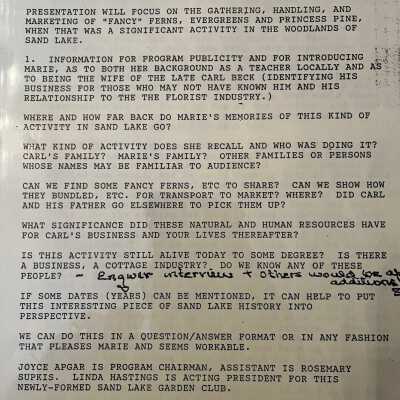 PRESENTATION WILL FOCUS ON THE GATHERING, HANDLING, AND
MARKETING OF "FANCY" FERNS, EVERGREENS AND PRINCESS PINE,
WHEN THAT WAS A SIGNIFICANT ACTIVITY IN THE WOODLANDS OF
SAND LAKE.
1. INFORMATION FOR PROGRAM PUBLICITY AND FOR INTRODUCING
MARIE, AS TO BOTH HER BACKGROUND AS A TEACHER LOCALLY AND AS
TO BEING THE WIFE OF THE LATE CARL BECK (IDENTIFYING HIS
BUSINESS FOR THOSE WHO MAY NOT HAVE KNOWN HIM AND HIS
RELATIONSHIP TO THE THE FLORIST INDUSTRY.)
WHERE AND HOW FAR BACK DO MARIE'S MEMORIES OF THIS KIND OF
ACTIVITY IN SAND LAKE GO?
WHAT KIND OF ACTIVITY DOES SHE RECALL AND WHO WAS DOING IT?
CARL'S FAMILY? MARIE'S FAMILY? OTHER FAMILIES OR PERSONS
WHOSE NAMES MAY BE FAMILIAR TO AUDIENCE?
CAN WE FIND SOME FANCY FERNS, ETC TO SHARE? CAN WE SHOW HOW
THEY BUNDLED, ETC. FOR TRANSPORT TO MARKET? WHERE? DID CARL
AND HIS FATHER GO ELSEWHERE TO PICK THEM UP?
WHAT SIGNIFICANCE DID THESE NATURAL AND HUMAN RESOURCES HAVE
FOR CARL'S BUSINESS AND YOUR LIVES THEREAFTER?
IS THIS ACTIVITY STILL ALIVE TODAY TO SOME DEGREE? IS THERE
A BUSINESS, A COTTAGE INDUSTRY? DO WE KNOW ANY OF THESE
PEOPLE? - interview + others would be
additions
IF SOME DATES (YEARS) CAN BE MENTIONED, IT CAN HELP TO PUT
THIS INTERESTING PIECE OF SAND LAKE HISTORY INTO
PERSPECTIVE.
WE CAN DO THIS IN A QUESTION/ANSWER FORMAT OR IN ANY FASHION
THAT PLEASES MARIE AND SEEMS WORKABLE.
JOYCE APGAR IS PROGRAM CHAIRMAN, ASSISTANT IS ROSEMARY
SUPKIS. LINDA HASTINGS IS ACTING PRESIDENT FOR THIS
NEWLY-FORMED SAND LAKE GARDEN CLUB.